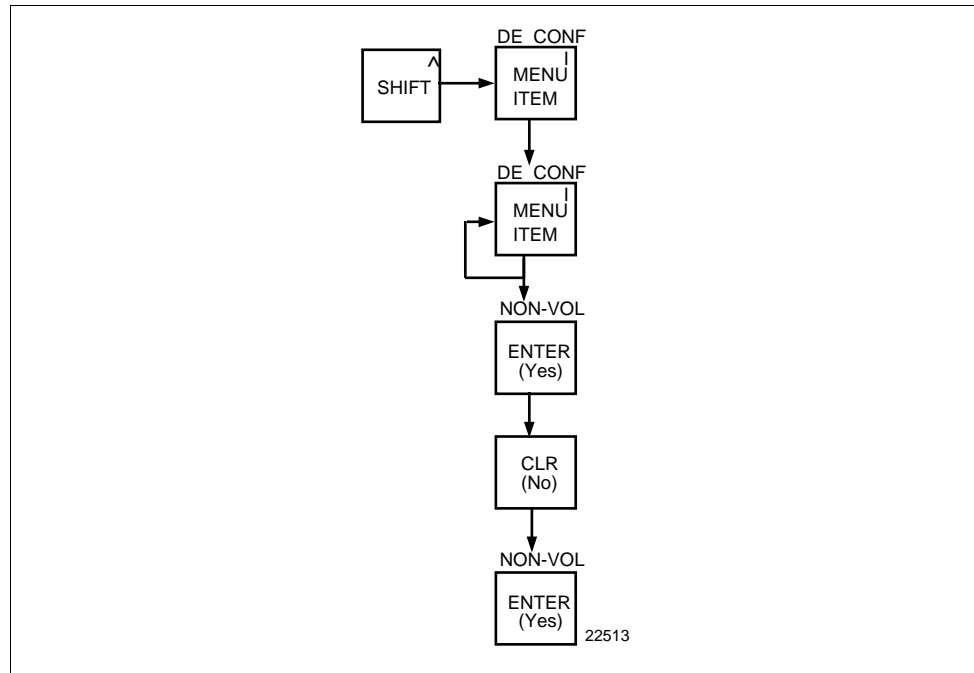 DE CONF
^
SHIFT
I
MENU
ITEM
DE CONF
I
MENU
ITEM
NON-VOL
ENTER
(Yes)
CLR
(No)
NON-VOL
ENTER
(Yes)
22513